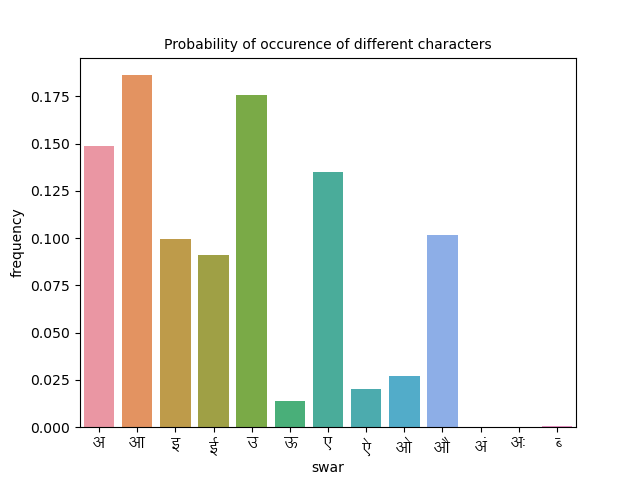 Probability of occurence of different characters
frequency
0.175
0.150
0.125
0.100
0.075
0.050
0.025
0.000
अ आ इ ई उ ऊ ए ऐ ओ औ अं अः
swar